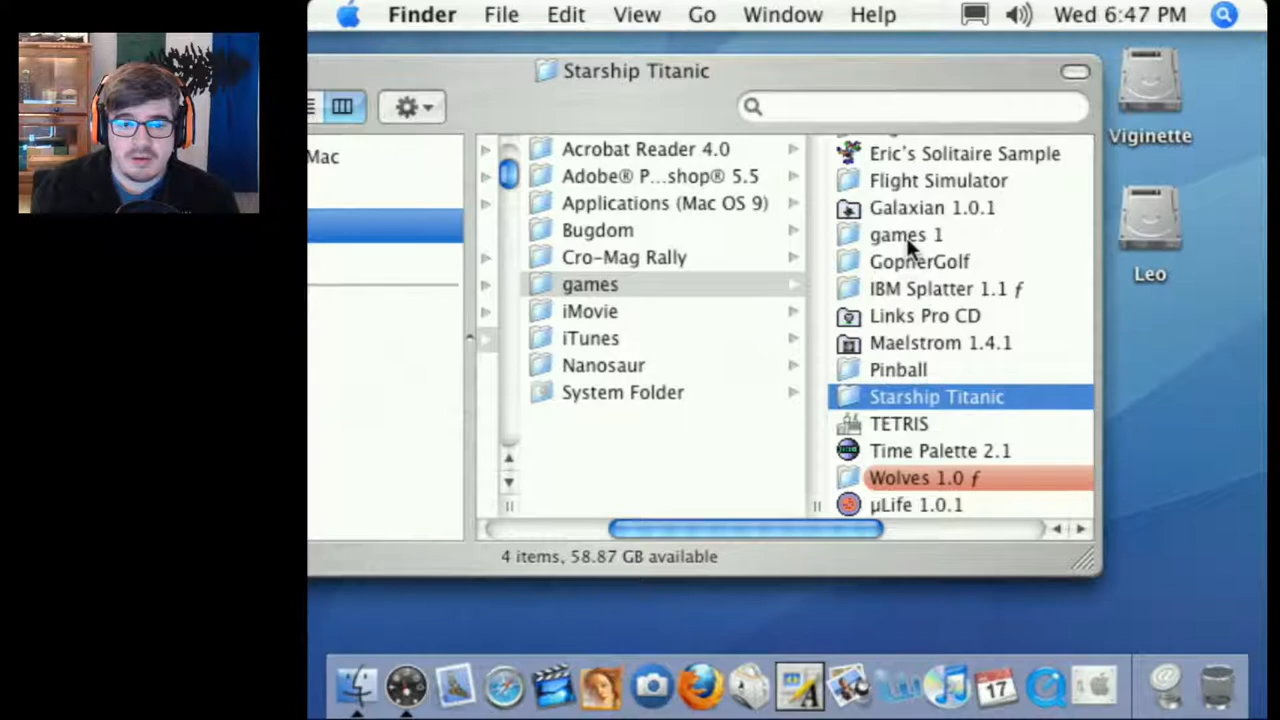 Finder File Edit View Go Window Help Wed 6:47 PM
Starship Titanic
Mac
Acrobat Reader 4.0
Adobe® P...shop® 5.5
Applications (Mac OS 9)
Bugdom
Cro-Mag Rally
games
iMovie
iTunes
Nanosaur
System Folder
Eric's Solitaire Sample
Flight Simulator
Galaxian 1.0.1
games 1
GopherGolf
IBM Splatter 1.1 ƒ
Links Pro CD
Maelstrom 1.4.1
Pinball
Starship Titanic
TETRIS
Time Palette 2.1
Wolves 1.0 ƒ
µLife 1.0.1
4 items, 58.87 GB available
Viginette
Leo
17